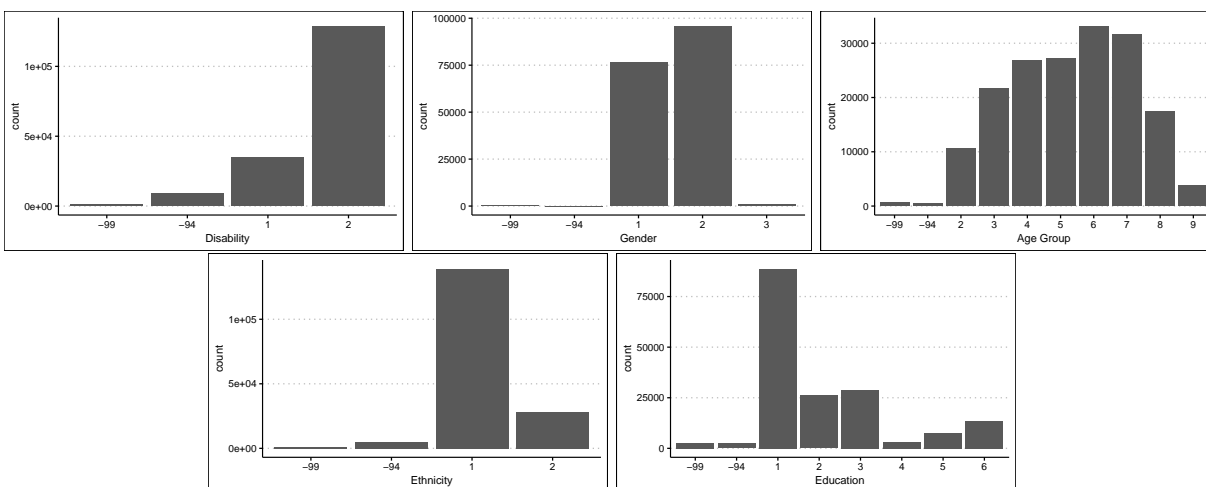 count
1e+05
5e+04
0e+00
−99 −94 1 2
Disability
count
100000
75000
50000
25000
0
−99 −94 1 2 3
Gender
count
30000
20000
10000
0
−99 −94 2 3 4 5 6 7 8 9
Age Group
count
1e+05
5e+04
0e+00
−99 −94 1 2
Ethnicity
count
75000
50000
25000
0
−99 −94 1 2 3 4 5 6
Education